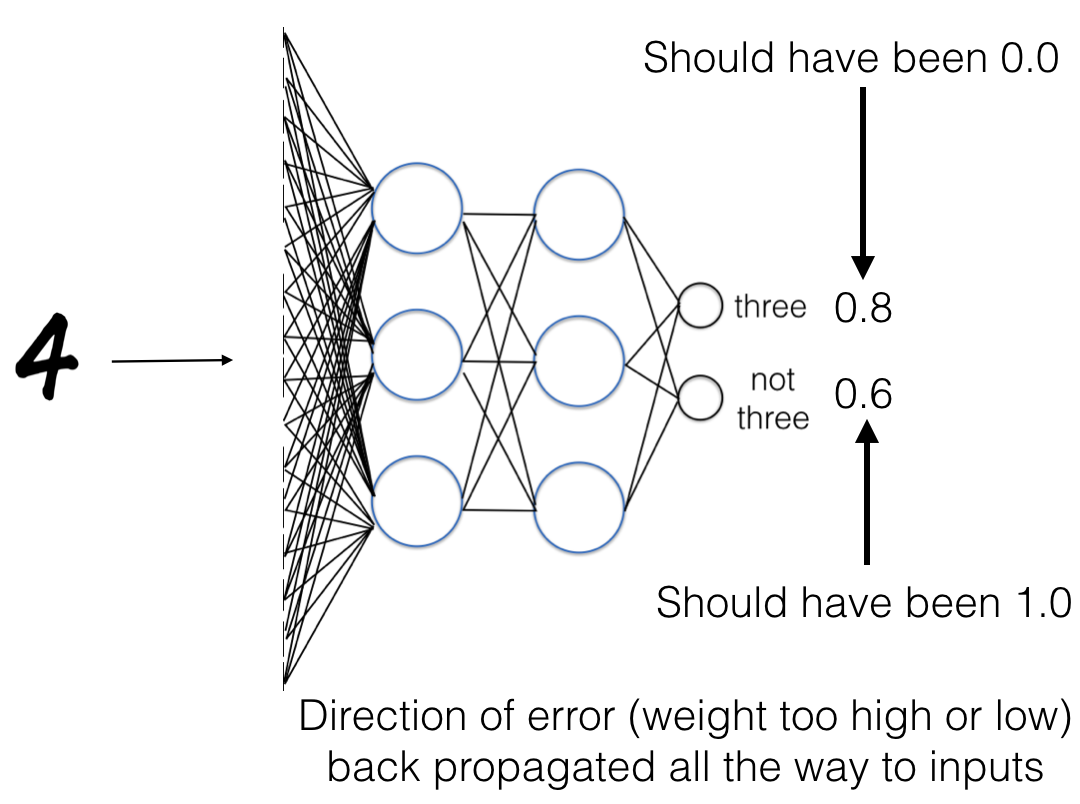 Should have been 0.0
4
three 0.8
not
three
0.6
Should have been 1.0
Direction of error (weight too high or low)
back propagated all the way to inputs